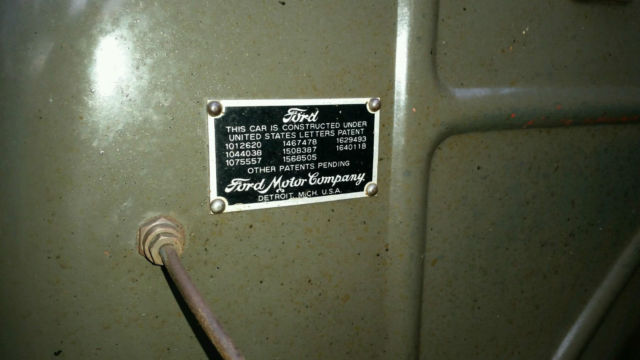 Ford
THIS CAR IS CONSTRUCTED UNDER
UNITED STATES LETTERS PATENT
1012620 1467478 1629493
1044038 1508387 1640118
1075557 1568505
OTHER PATENTS PENDING
Ford Motor Company
DETROIT, MICH. U.S.A.